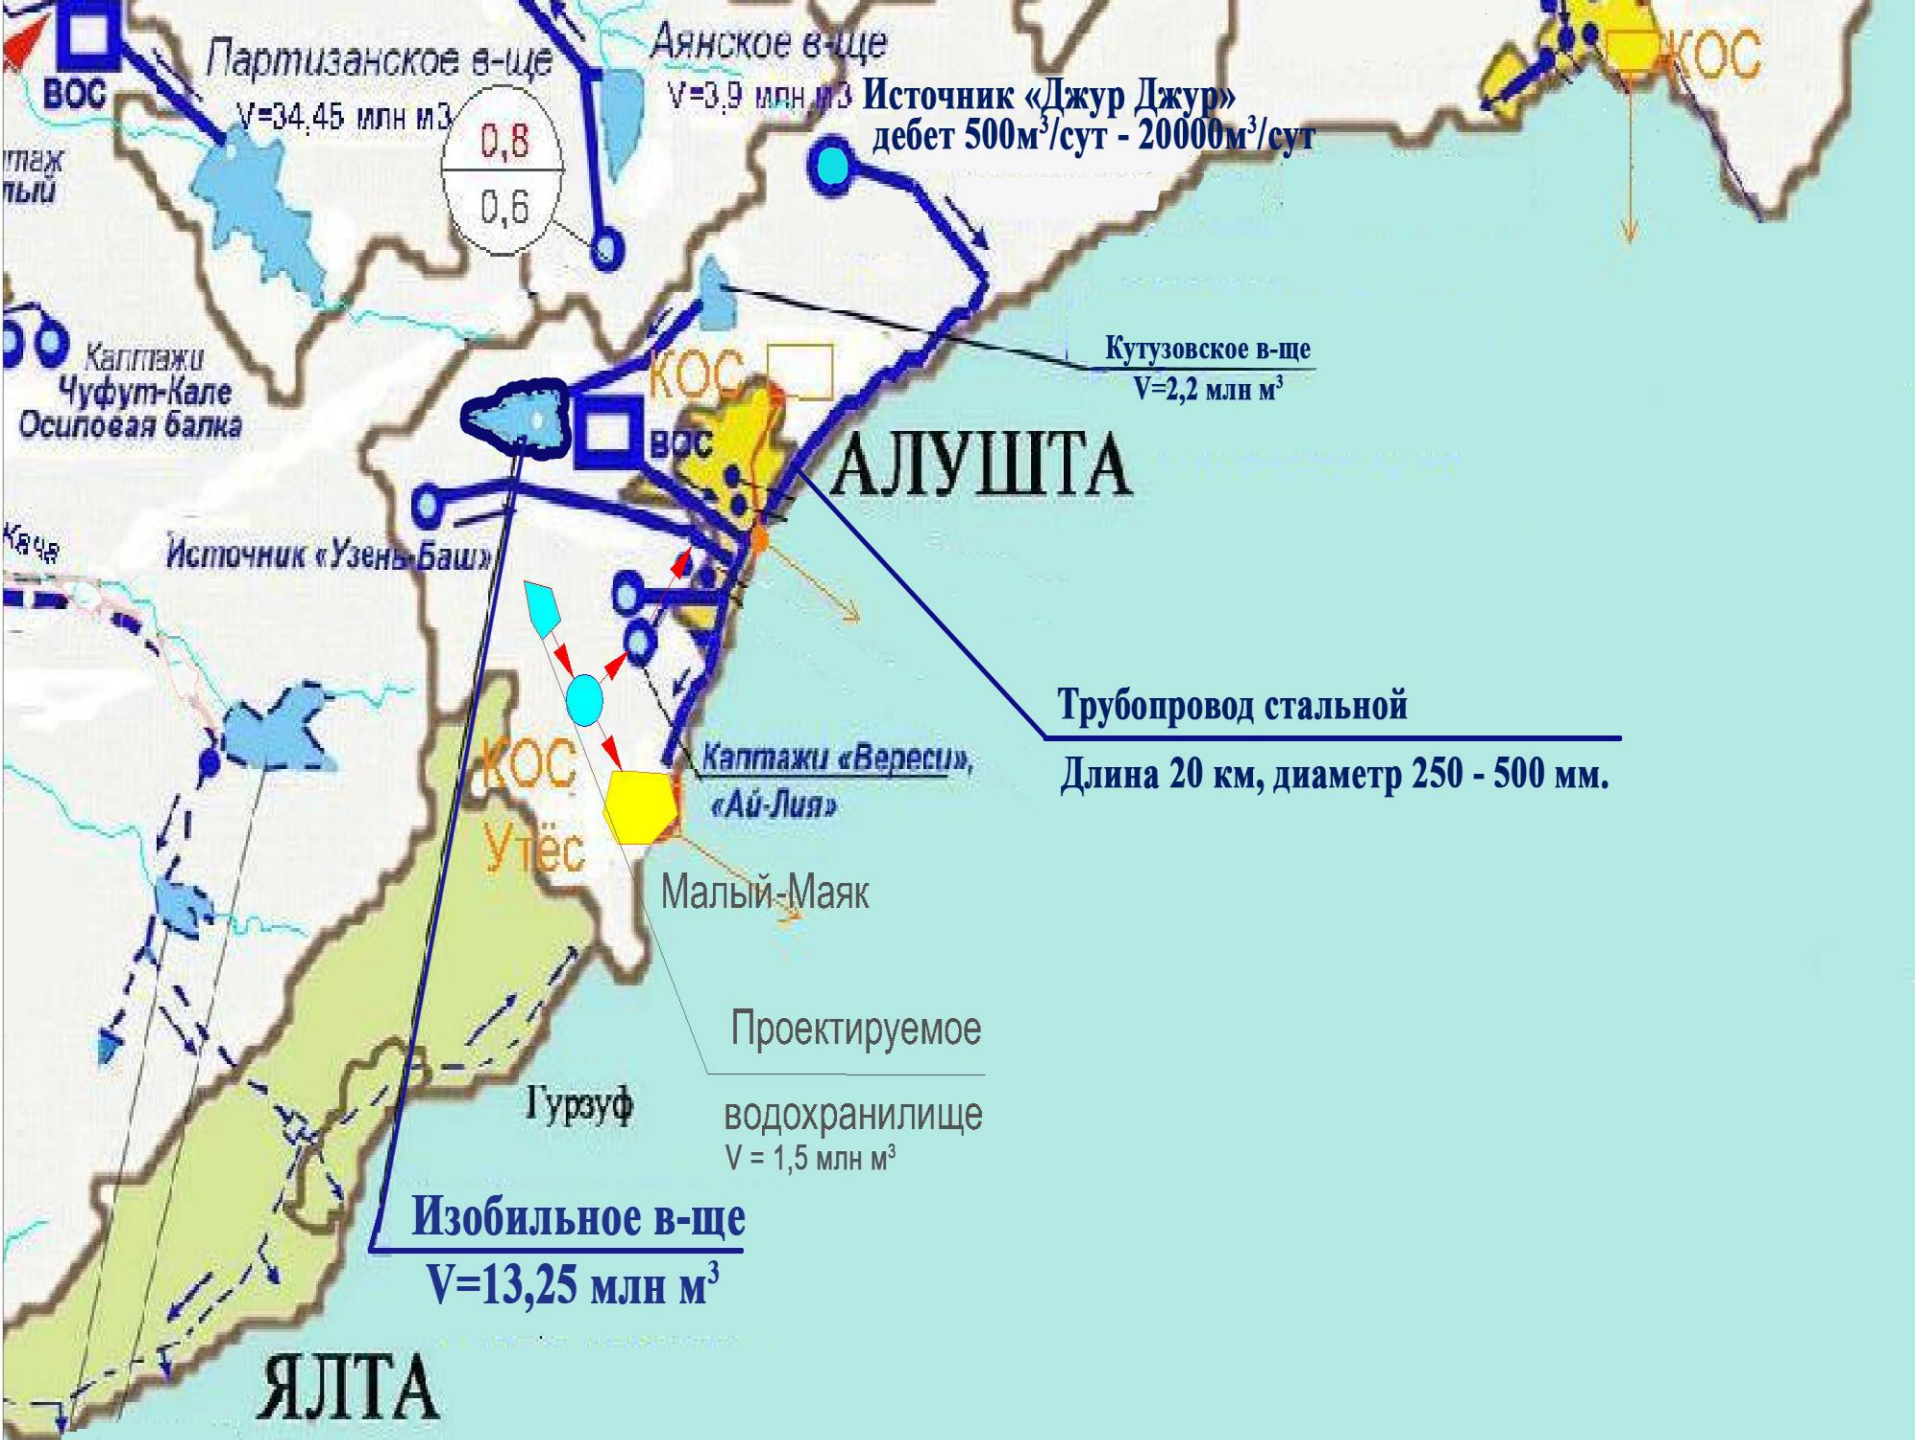 Партизанское в-ще
V=34,45 млн м3
ВОС
Аянское в-ще
V=3,9 млн м3
Источник «Джур Джур»
дебет 500м³/сут - 20000м³/сут
КОС
0,8
0,6
Каптажи
Чуфут-Кале
Осиповая балка
Кутузовское в-ще
V=2,2 млн м³
КОС
ВОС
АЛУШТА
Кача
Источник «Узень-Баш»
Трубопровод стальной
Длина 20 км, диаметр 250 - 500 мм.
Каптажи «Вереси»,
«Ай-Лия»
КОС
Утёс
Малый-Маяк
Проектируемое
водохранилище
V = 1,5 млн м³
Гурзуф
Изобильное в-ще
V=13,25 млн м³
ЯЛТА